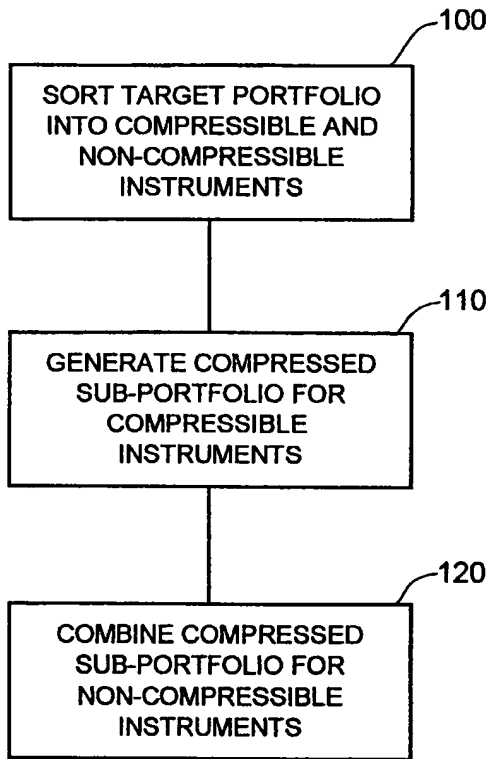 100
SORT TARGET PORTFOLIO
INTO COMPRESSIBLE AND
NON-COMPRESSIBLE
INSTRUMENTS
110
GENERATE COMPRESSED
SUB-PORTFOLIO FOR
COMPRESSIBLE
INSTRUMENTS
120
COMBINE COMPRESSED
SUB-PORTFOLIO FOR
NON-COMPRESSIBLE
INSTRUMENTS